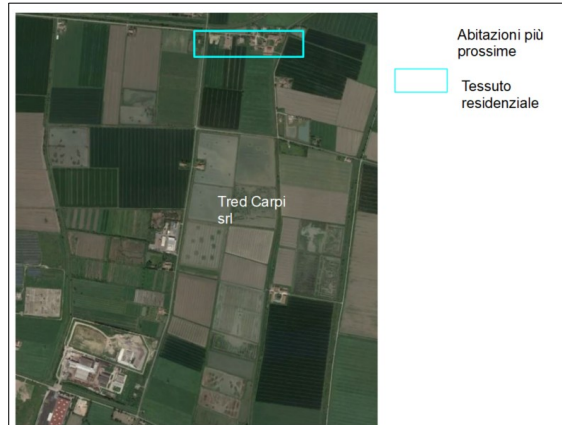 Abitazioni più
prossime
Tessuto
residenziale
Tred Carpi
srl